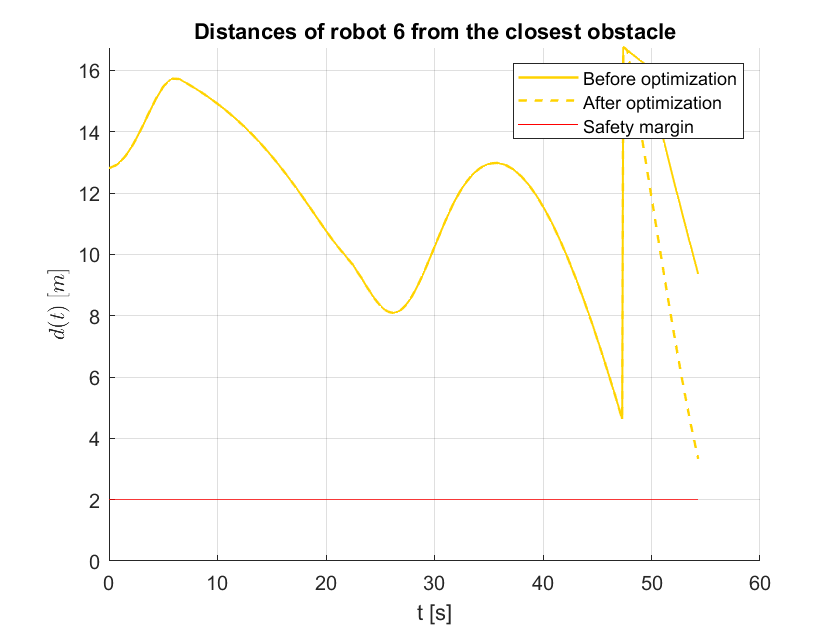 Distances of robot 6 from the closest obstacle
Before optimization
After optimization
Safety margin
16
14
12
10
8
6
4
2
0
d(t) [m]
0 10 20 30 40 50 60
t [s]